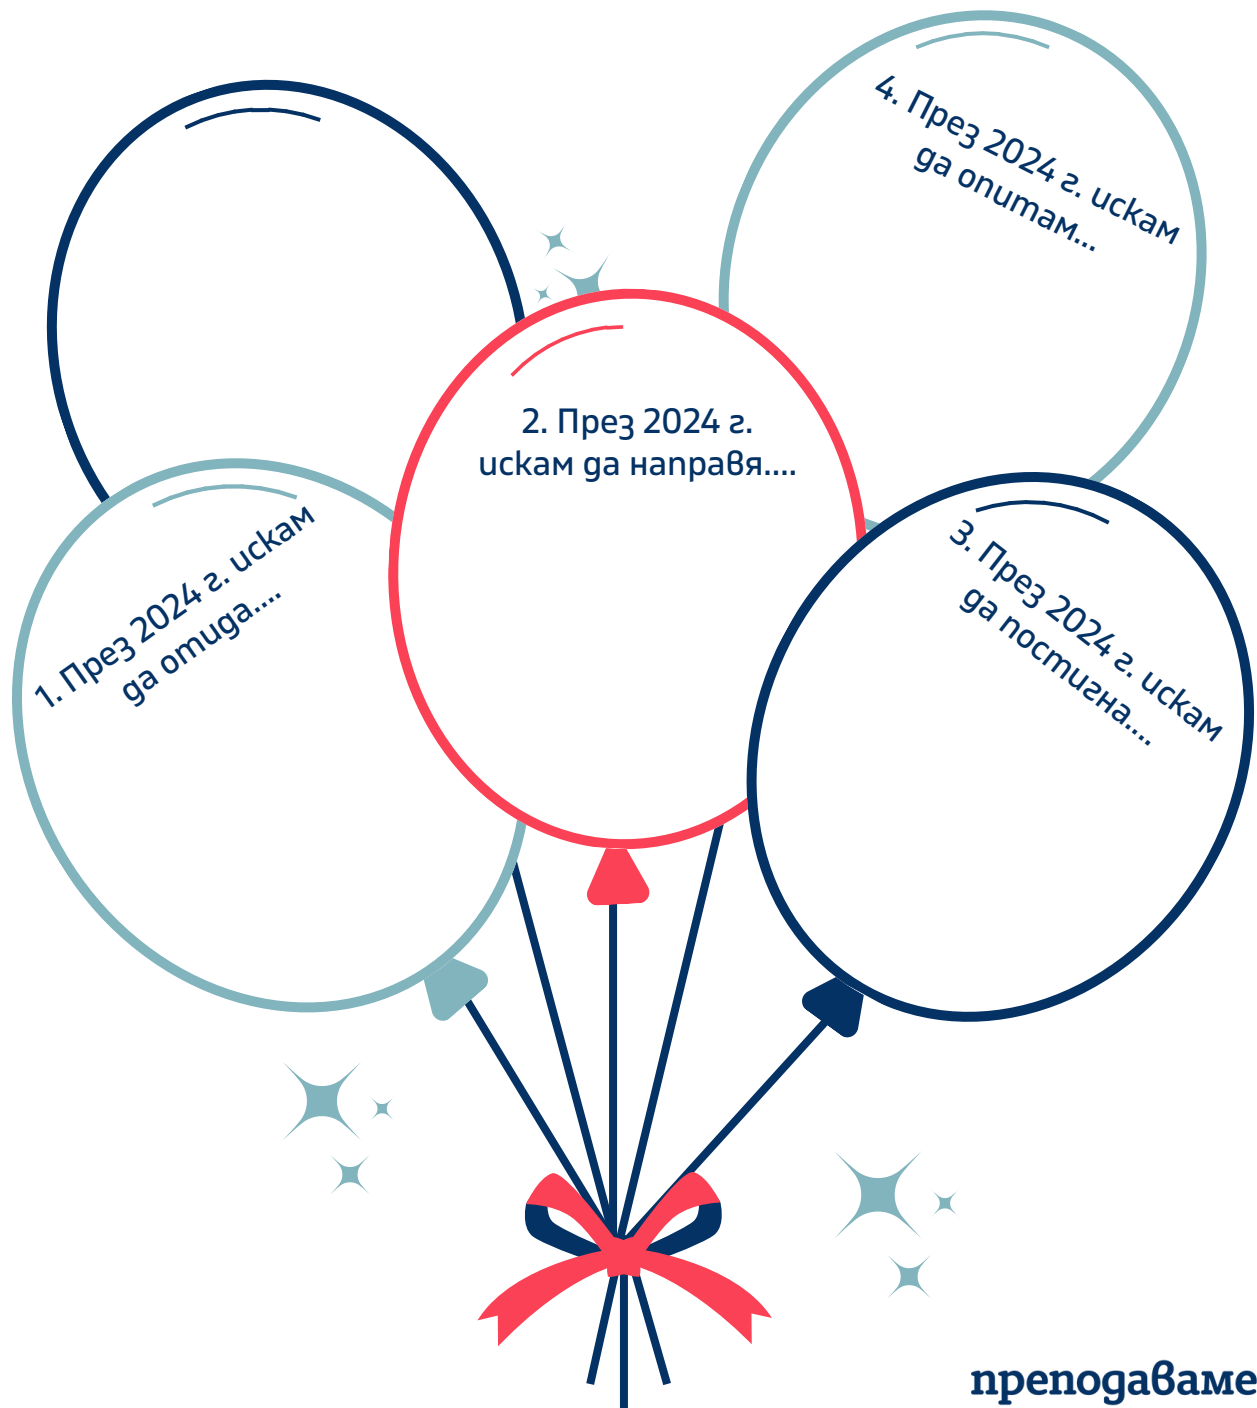 1. През 2024 г. искам
да отида....
2. През 2024 г.
искам да направя....
3. През 2024 г. искам
да постигна....
4. През 2024 г. искам
да опитам...
преподаваме